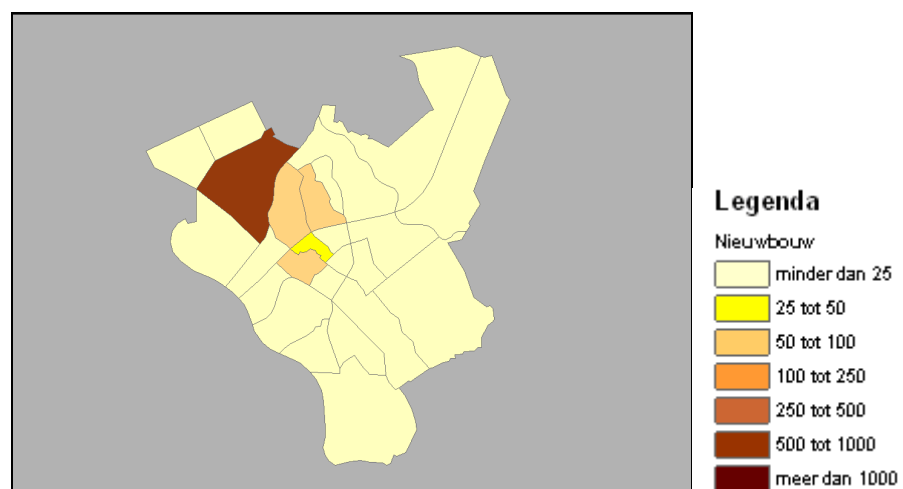 Legenda
Nieuwbouw
minder dan 25
25 tot 50
50 tot 100
100 tot 250
250 tot 500
500 tot 1000
meer dan 1000